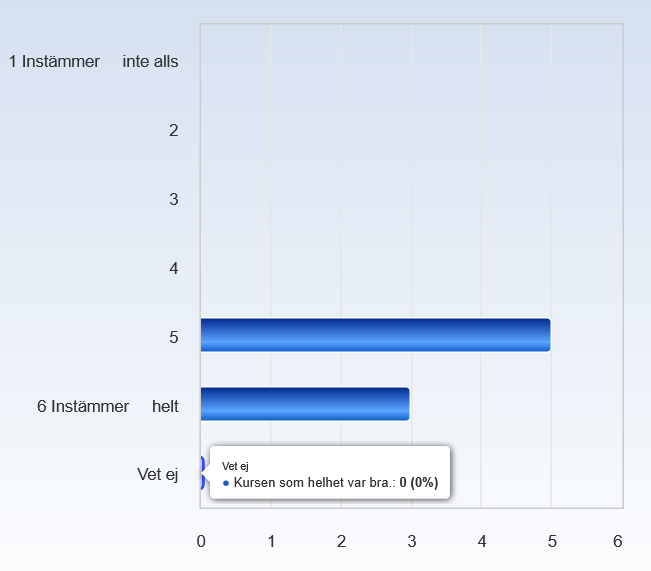 1 Instämmer inte alls
2
3
4
5
6 Instämmer helt
Vet ej
Vet ej
● Kursen som helhet var bra.: 0 (0%)
0 1 2 3 4 5 6